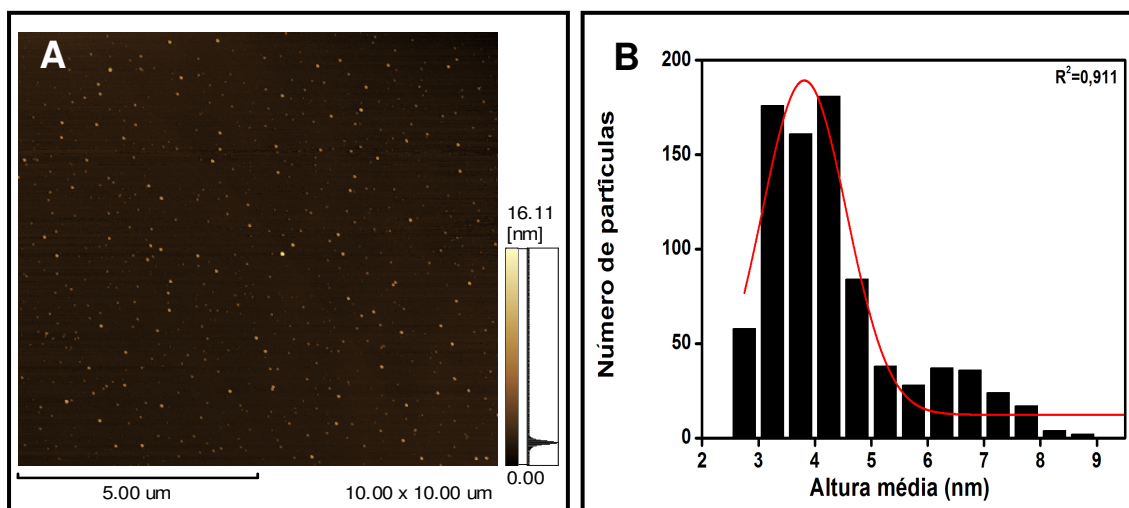 A
16.11
[nm]
0.00
5.00 um
10.00 x 10.00 um
B
R²=0,911
Número de partìculas
200
150
100
50
0
2 3 4 5 6 7 8 9
Altura média (nm)